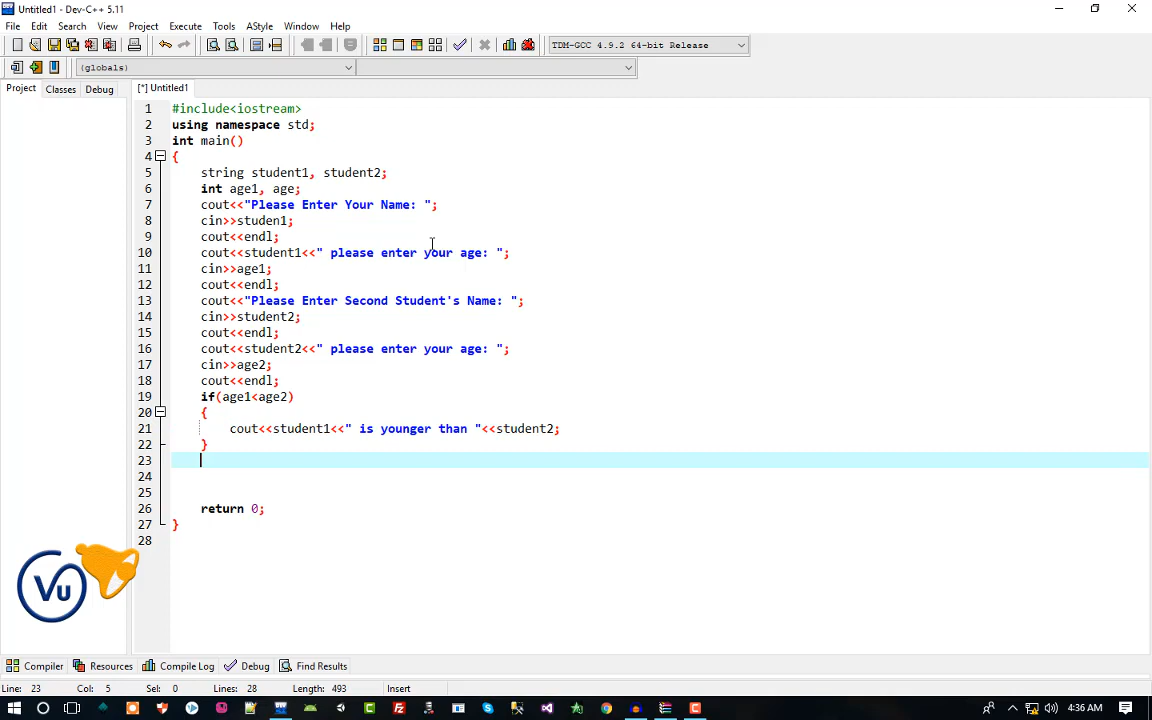 Untitled1 - Dev-C++ 5.11
File Edit Search View Project Execute Tools AStyle Window Help
TDM-GCC 4.9.2 64-bit Release
(globals)
Project Classes Debug [*] Untitled1
1 #include<iostream>
2 using namespace std;
3 int main()
4 {
5 string student1, student2;
6 int age1, age;
7 cout<<"Please Enter Your Name: ";
8 cin>>studen1;
9 cout<<endl;
10 cout<<student1<<" please enter your age: ";
11 cin>>age1;
12 cout<<endl;
13 cout<<"Please Enter Second Student's Name: ";
14 cin>>student2;
15 cout<<endl;
16 cout<<student2<<" please enter your age: ";
17 cin>>age2;
18 cout<<endl;
19 if(age1<age2)
20 {
21 cout<<student1<<" is younger than "<<student2;
22 }
23
24
25
26 return 0;
27 }
28
Vu
Compiler Resources Compile Log Debug Find Results
Line: 23 Col: 5 Sel: 0 Lines: 28 Length: 493 Insert
4:36 AM